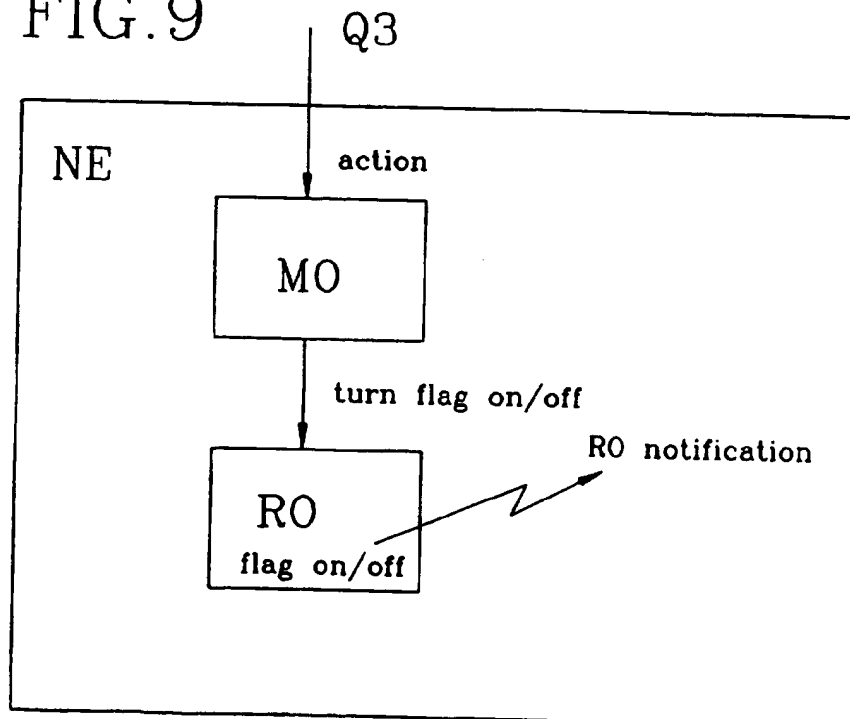 FIG.9
Q3
NE
action
MO
turn flag on/off
RO notification
RO
flag on/off